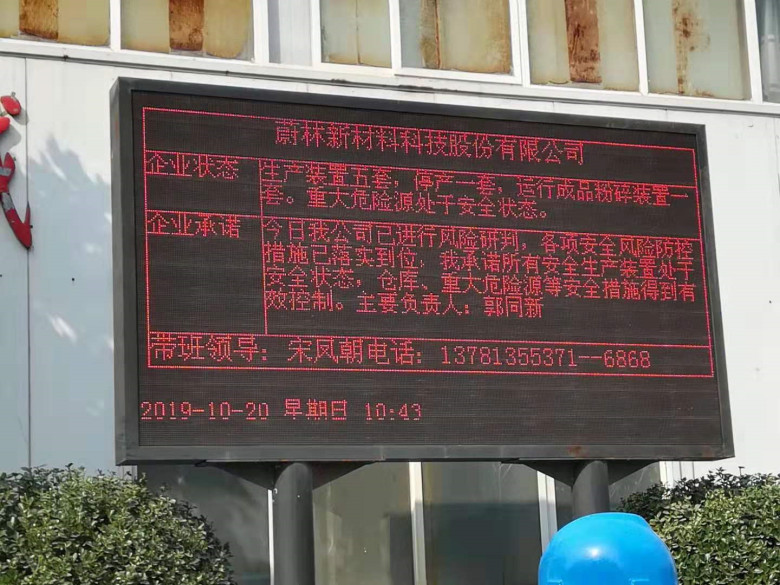 蔚林新材料科技股份有限公司
企业状态
生产装置五套，停产一套，运行成品粉碎装置一
套。重大危险源处于安全状态。
企业承诺
今日我公司已进行风险研判，各项安全风险防控
措施已落实到位，我承诺所有安全生产装置处于
安全状态，仓库、重大危险源等安全措施得到有
效控制。主要负责人：郭同新
带班领导：宋凤朝电话：13781355371--6868
2019-10-20 星期日 10:43